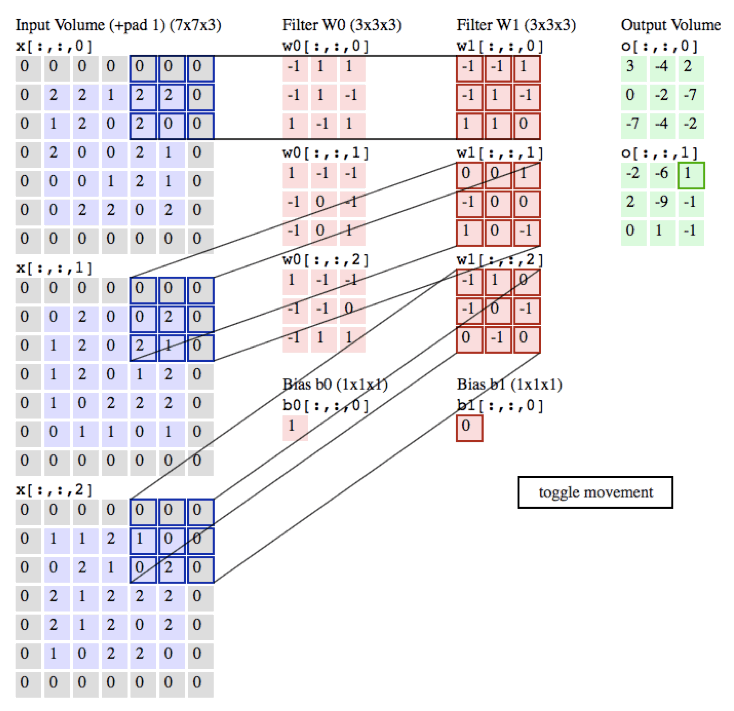 Input Volume (+pad 1) (7x7x3) Filter W0 (3x3x3) Filter W1 (3x3x3) Output Volume
x[:,:,0] w0[:,:,0] w1[:,:,0] o[:,:,0]
0 0 0 0 0 0 0 -1 1 1 -1 -1 1 3 -4 2
0 2 2 1 2 2 0 -1 1 -1 -1 1 -1 0 -2 -7
0 1 2 0 2 0 0 1 -1 1 1 1 0 -7 -4 -2
0 2 0 0 2 1 0 w0[:,:,1] w1[:,:,1] o[:,:,1]
0 0 0 1 2 1 0 1 -1 -1 0 0 1 -2 -6 1
0 0 2 2 0 2 0 -1 0 -1 -1 0 0 2 -9 -1
0 0 0 0 0 0 0 -1 0 1 1 0 -1 0 1 -1
x[:,:,1] w0[:,:,2] w1[:,:,2]
0 0 0 0 0 0 0 1 -1 -1 -1 1 0
0 0 2 0 0 2 0 -1 -1 0 -1 0 -1
0 1 2 0 2 1 0 -1 1 1 0 -1 0
0 1 2 0 1 2 0 Bias b0 (1x1x1) Bias b1 (1x1x1)
0 1 0 2 2 2 0 b0[:,:,0] b1[:,:,0]
0 0 1 1 0 1 0 1 0
0 0 0 0 0 0 0
x[:,:,2] toggle movement
0 0 0 0 0 0 0
0 1 1 2 1 0 0
0 0 2 1 0 2 0
0 2 1 2 2 2 0
0 2 1 2 0 2 0
0 1 0 2 2 0 0
0 0 0 0 0 0 0